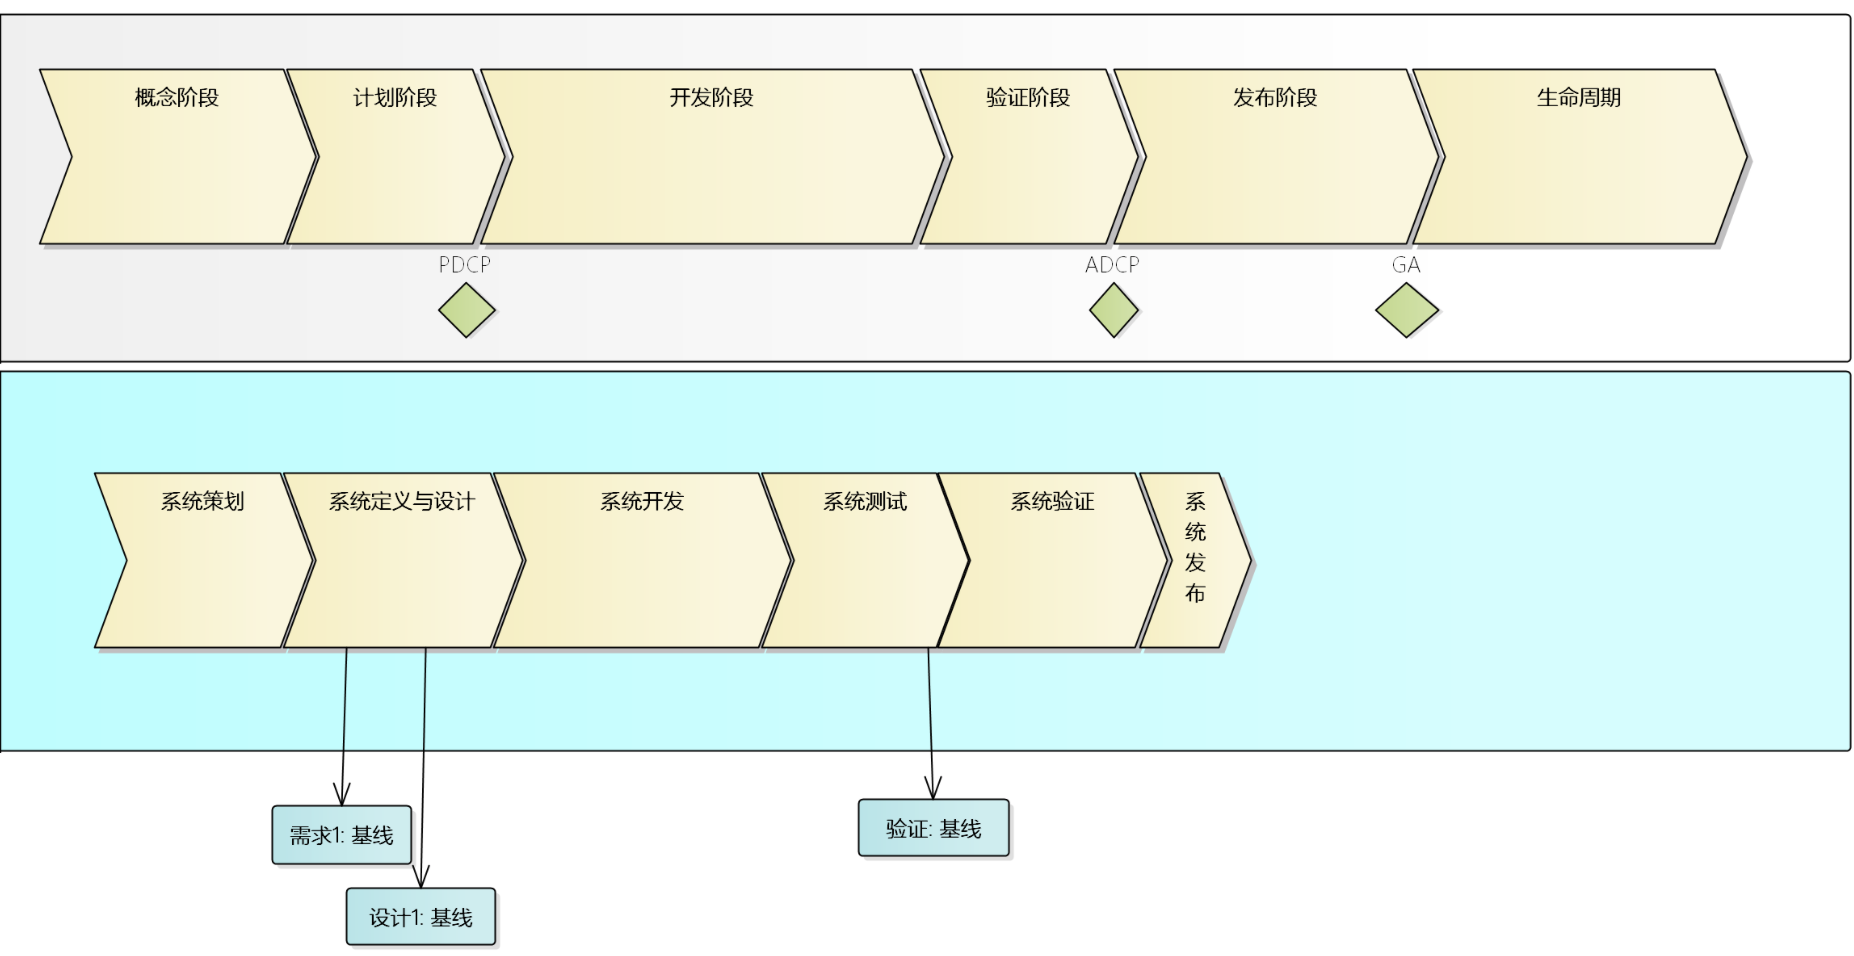 概念阶段
计划阶段
开发阶段
验证阶段
发布阶段
生命周期
PDCP
ADCP
GA
系统策划
系统定义与设计
系统开发
系统测试
系统验证
系
统
发
布
需求1: 基线
验证: 基线
设计1: 基线